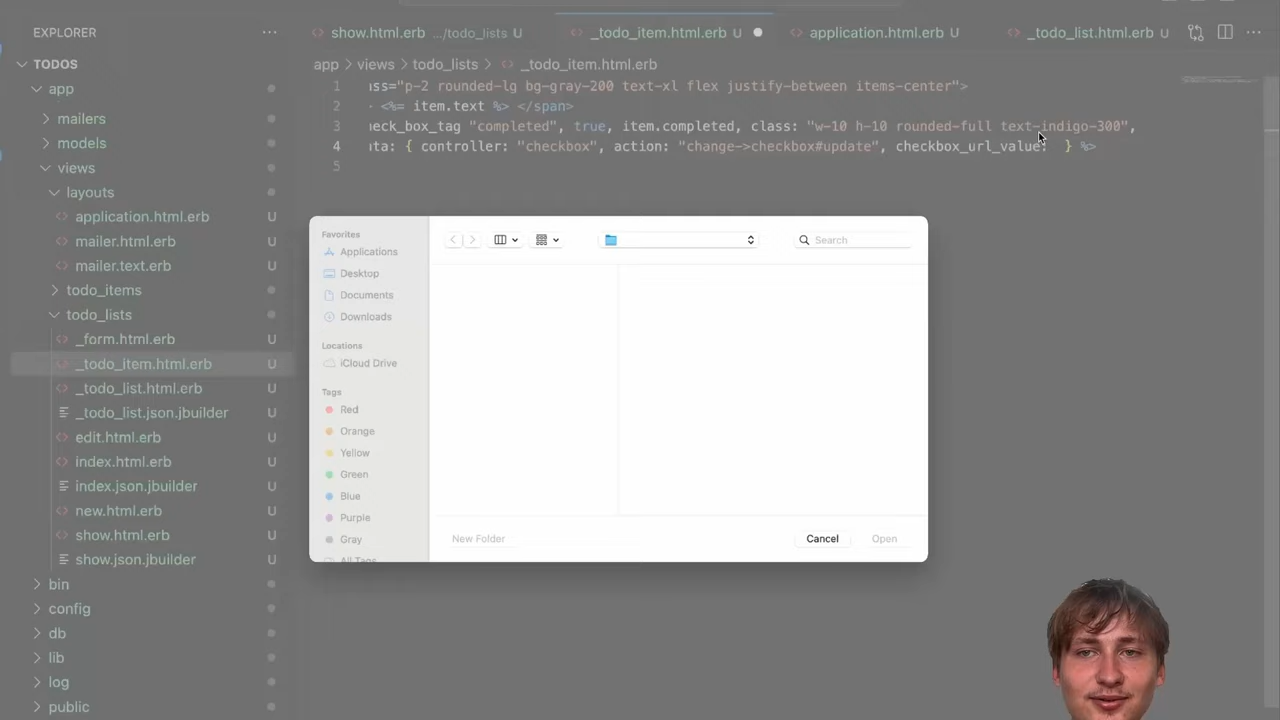 EXPLORER
TODOS
app
mailers
models
views
layouts
application.html.erb U
mailer.html.erb U
mailer.text.erb U
todo_items
todo_lists
_form.html.erb U
_todo_item.html.erb U
_todo_list.html.erb U
_todo_list.json.jbuilder U
edit.html.erb U
index.html.erb U
index.json.jbuilder U
new.html.erb U
show.html.erb U
show.json.jbuilder U
bin
config
db
lib
log
public
show.html.erb .../todo_lists U
_todo_item.html.erb U
application.html.erb U
_todo_list.html.erb U
app > views > todo_lists > _todo_item.html.erb
1 ss="p-2 rounded-lg bg-gray-200 text-xl flex justify-between items-center">
2 <%= item.text %> </span>
3 eck_box_tag "completed", true, item.completed, class: "w-10 h-10 rounded-full text-indigo-300",
4 ta: { controller: "checkbox", action: "change->checkbox#update", checkbox_url_value: } %>
5
Favorites
Applications
Desktop
Documents
Downloads
Locations
iCloud Drive
Tags
Red
Orange
Yellow
Green
Blue
Purple
Gray
All Tags
Search
New Folder
Cancel
Open